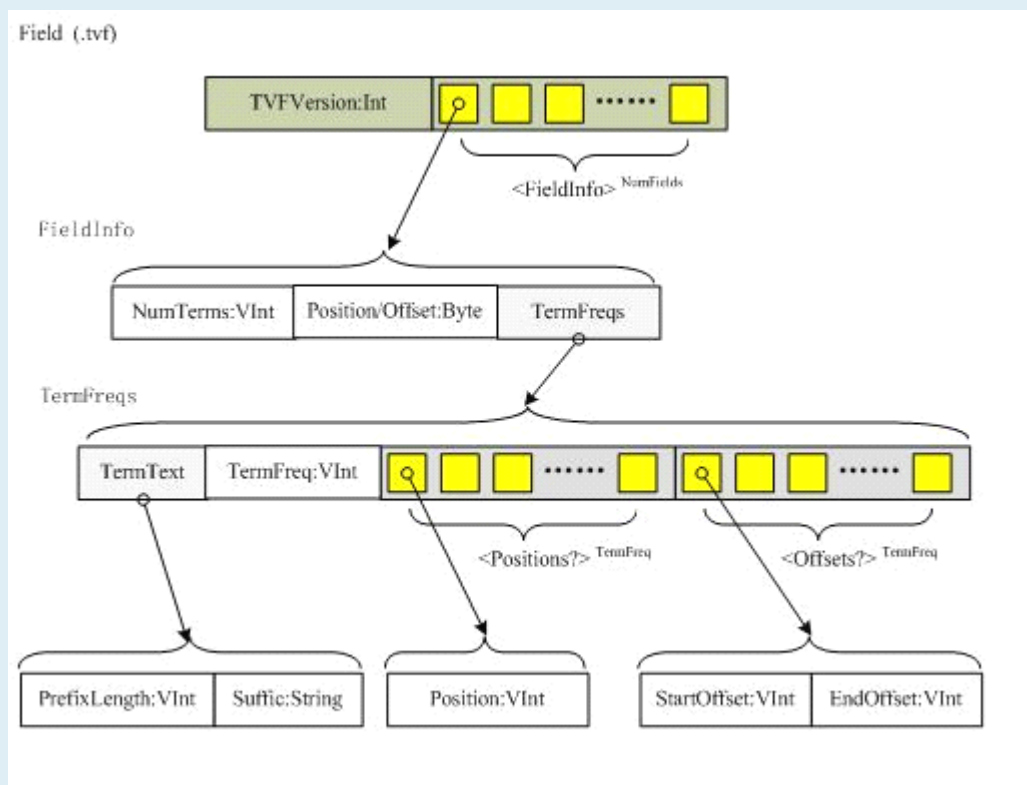 Field (.tvf)
TVFVersion:Int
<FieldInfo> NumFields
FieldInfo
NumTerms:VInt Position/Offset:Byte TermFreqs
TermFreqs
TermText TermFreq:VInt
<Positions?> TermFreq <Offsets?> TermFreq
PrefixLength:VInt Suffic:String Position:VInt StartOffset:VInt EndOffset:VInt